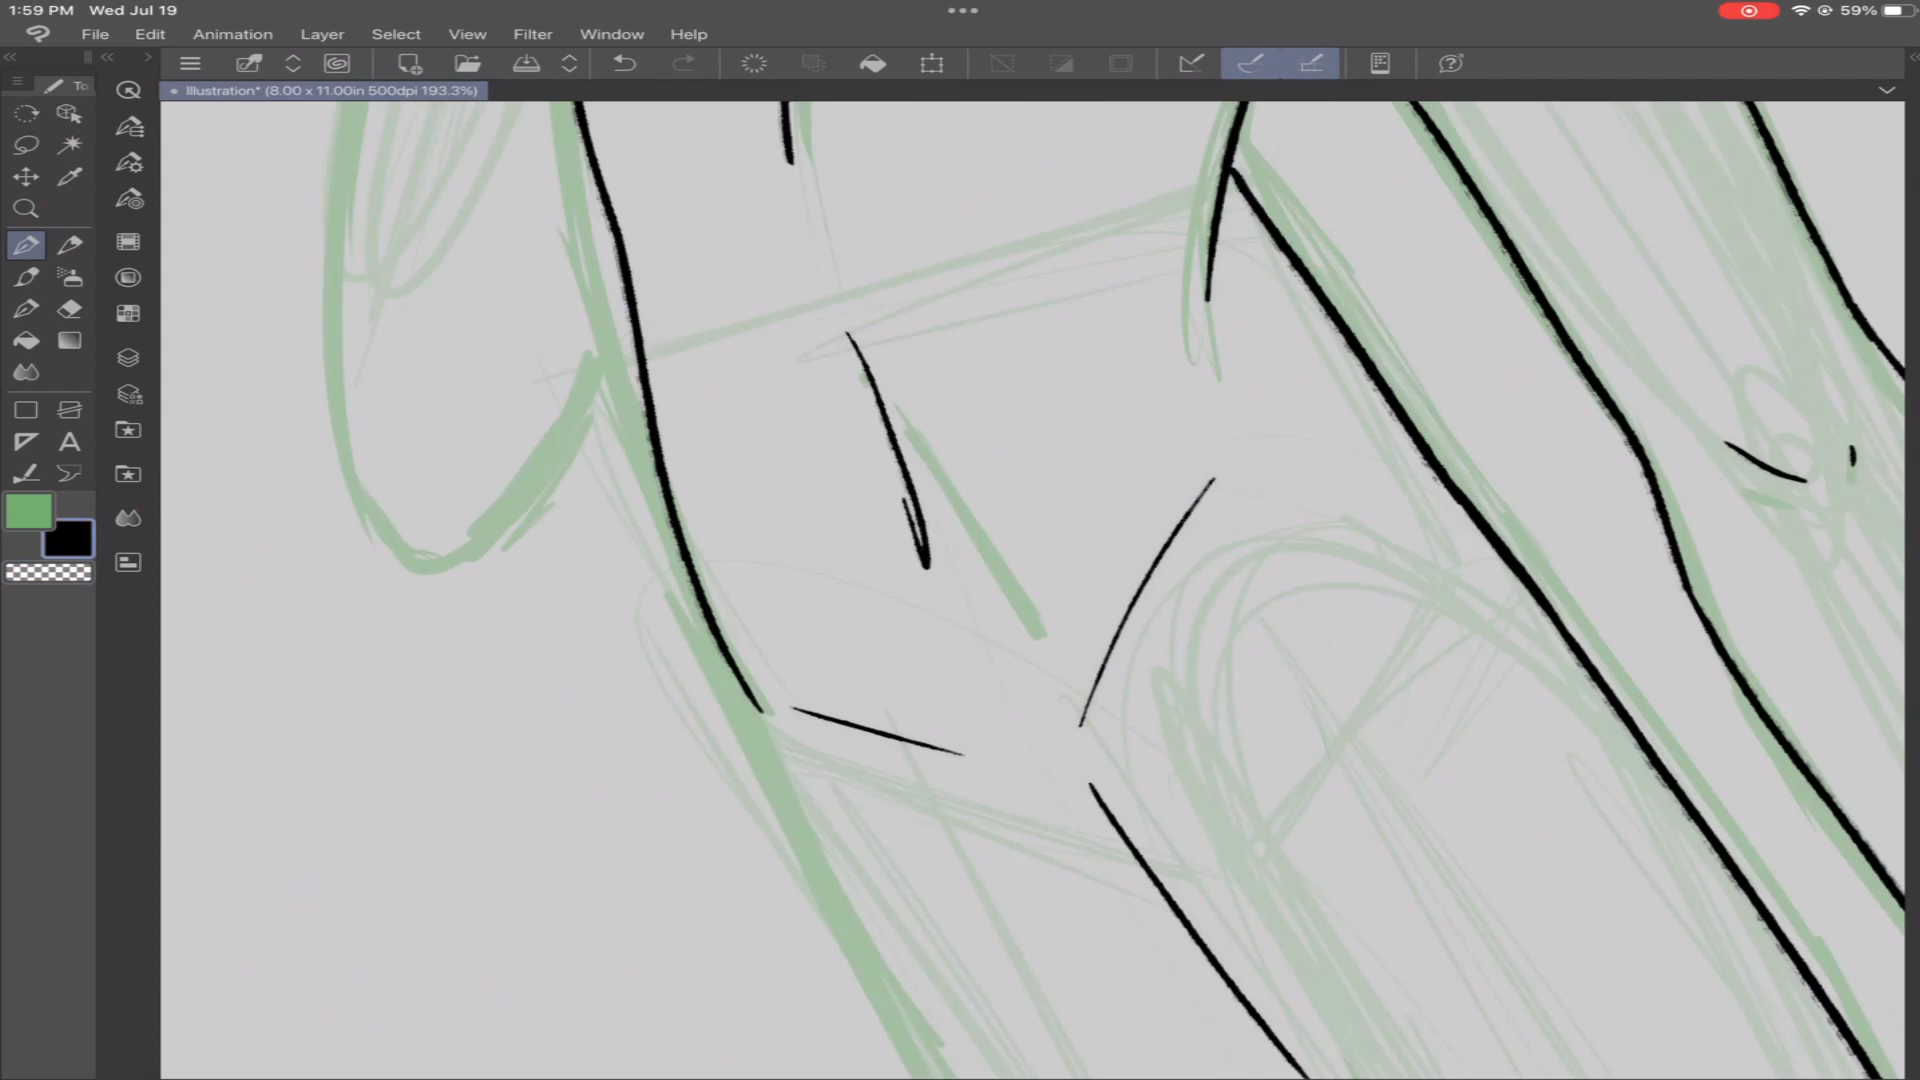 1:59 PM Wed Jul 19
59%
File Edit Animation Layer Select View Filter Window Help
To
Illustration* (8.00 x 11.00in 500dpi 193.3%)
A